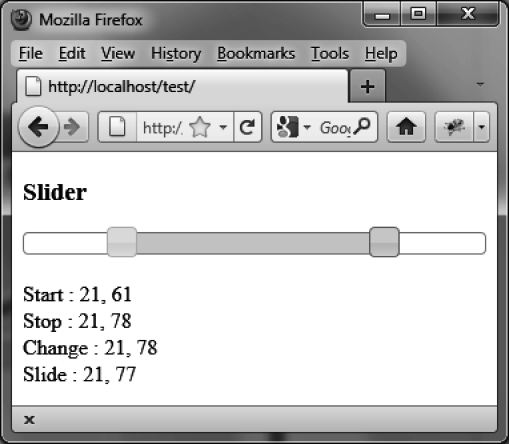 Mozilla Firefox
File Edit View History Bookmarks Tools Help
http://localhost/test/
http:/. Goog
Slider
Start : 21, 61
Stop : 21, 78
Change : 21, 78
Slide : 21, 77
x